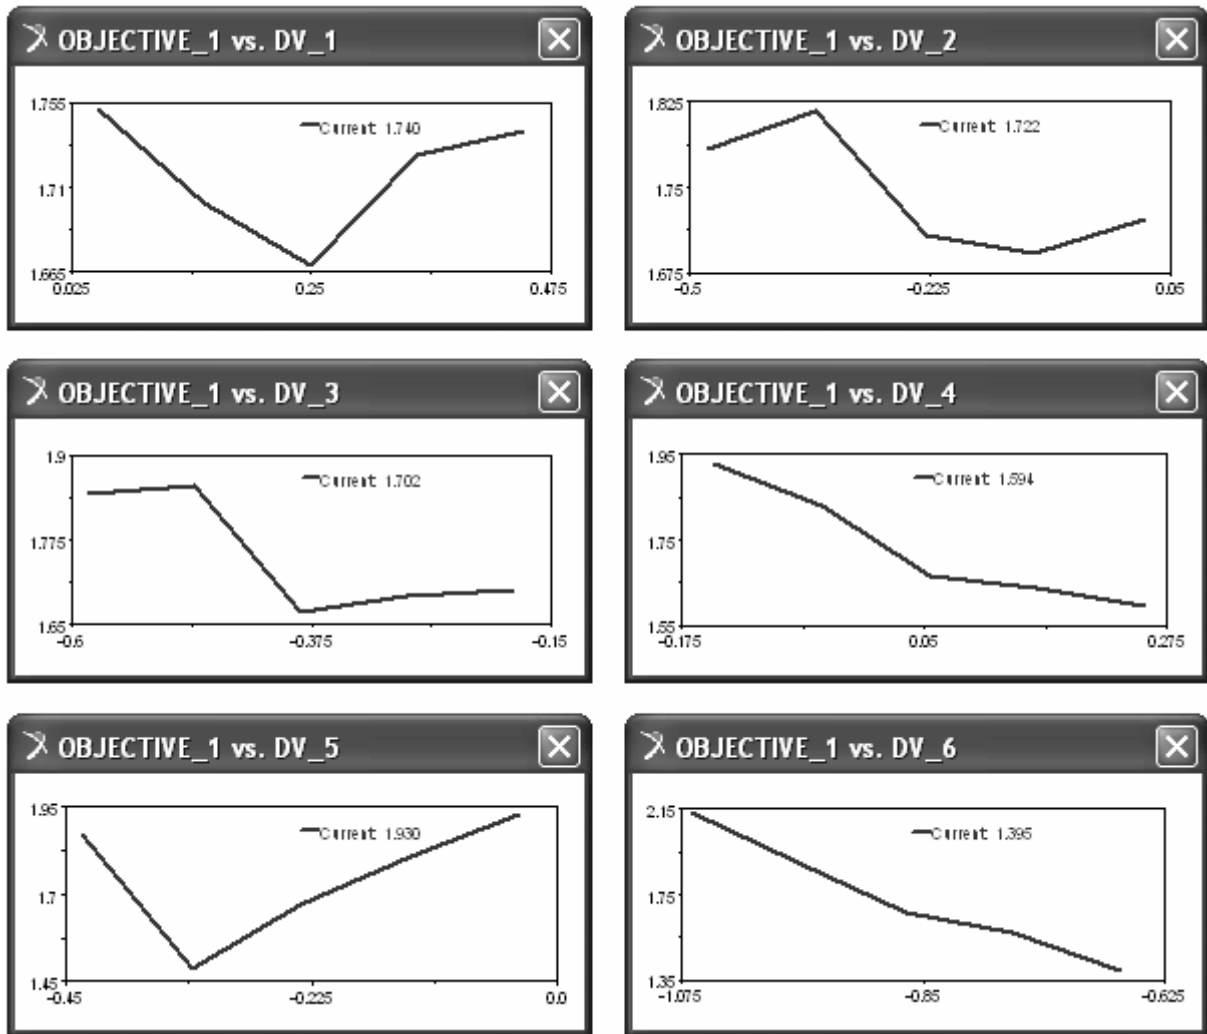 OBJECTIVE_1 vs. DV_1
1.755
Current 1.740
1.71
1.665
0.025 0.25 0.475
OBJECTIVE_1 vs. DV_2
1.825
Current 1.722
1.75
1.675
-0.5 -0.225 0.05
OBJECTIVE_1 vs. DV_3
1.9
Current 1.702
1.775
1.65
-0.6 -0.375 -0.15
OBJECTIVE_1 vs. DV_4
1.95
Current 1.594
1.75
1.55
-0.175 0.05 0.275
OBJECTIVE_1 vs. DV_5
1.95
Current 1.930
1.7
1.45
-0.45 -0.225 0.0
OBJECTIVE_1 vs. DV_6
2.15
Current 1.395
1.75
1.35
-1.075 -0.85 -0.625